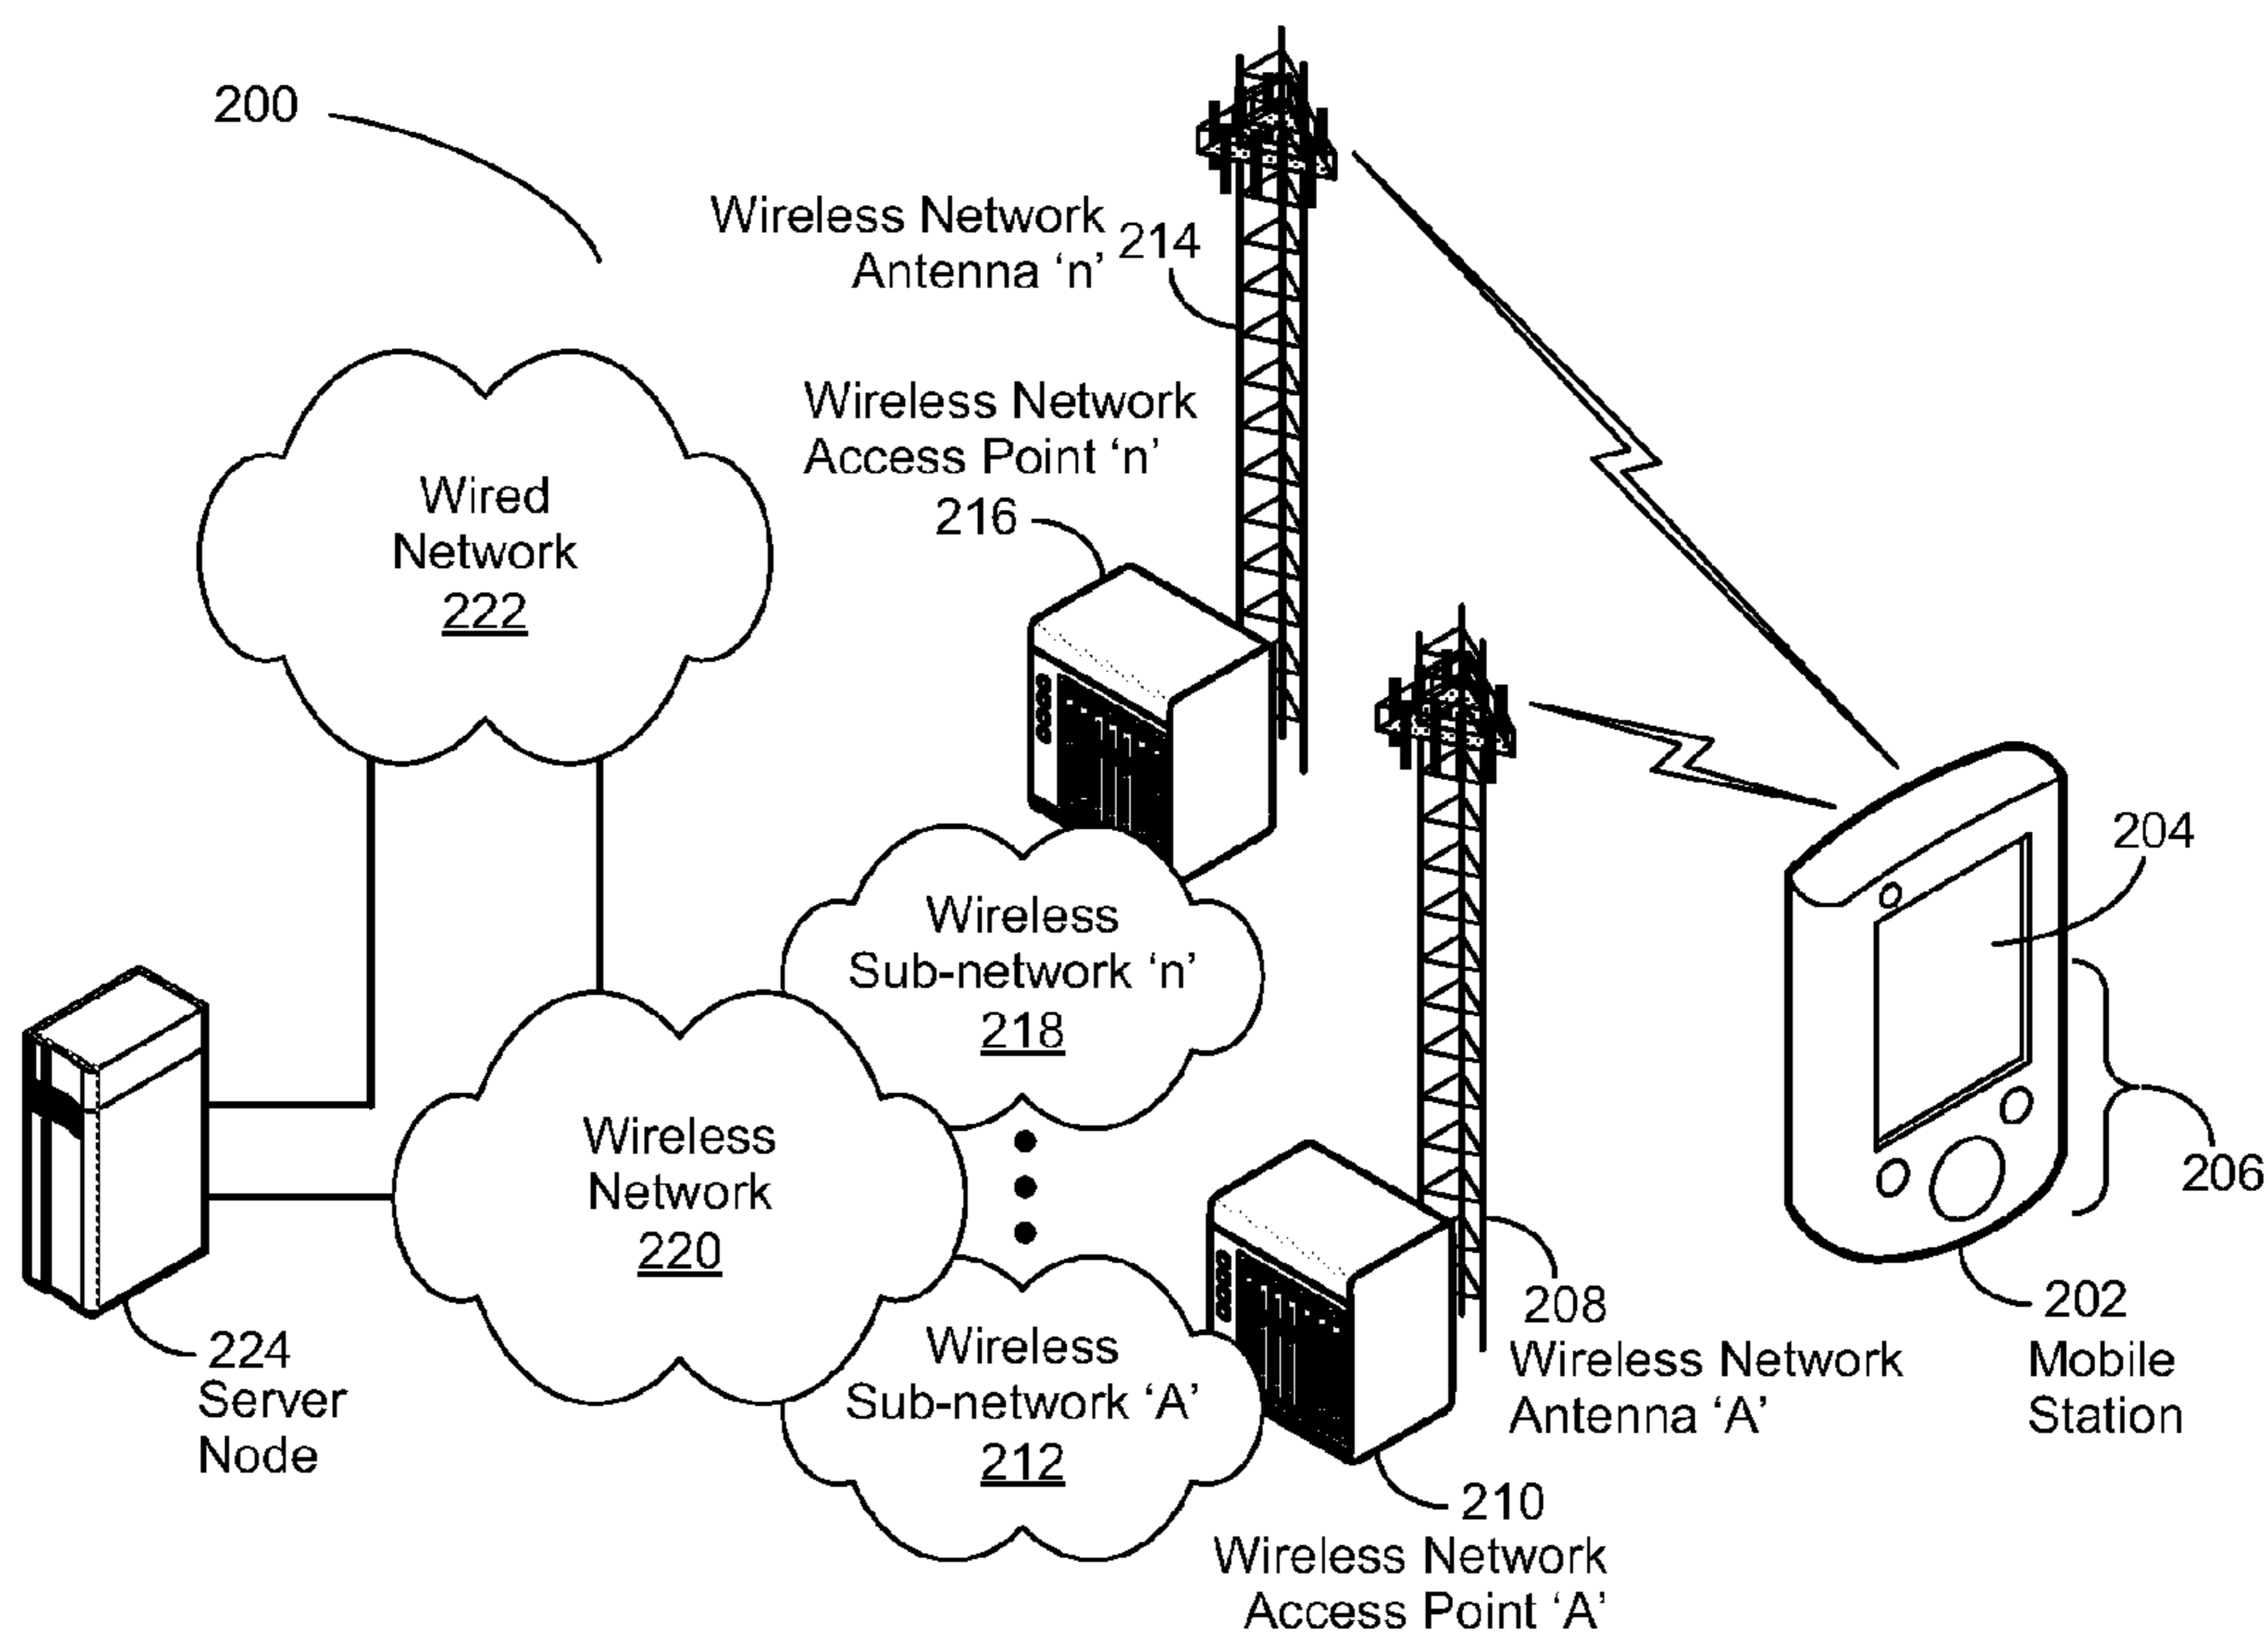 200
Wireless Network
Antenna ‘n’
214
Wireless Network
Access Point ‘n’
216
Wired
Network
222
204
Wireless
Sub-network ‘n’
218
Wireless
Network
220
206
208
Wireless Network
Antenna ‘A’
202
Mobile
Station
224
Server
Node
Wireless
Sub-network ‘A’
212
210
Wireless Network
Access Point ‘A’